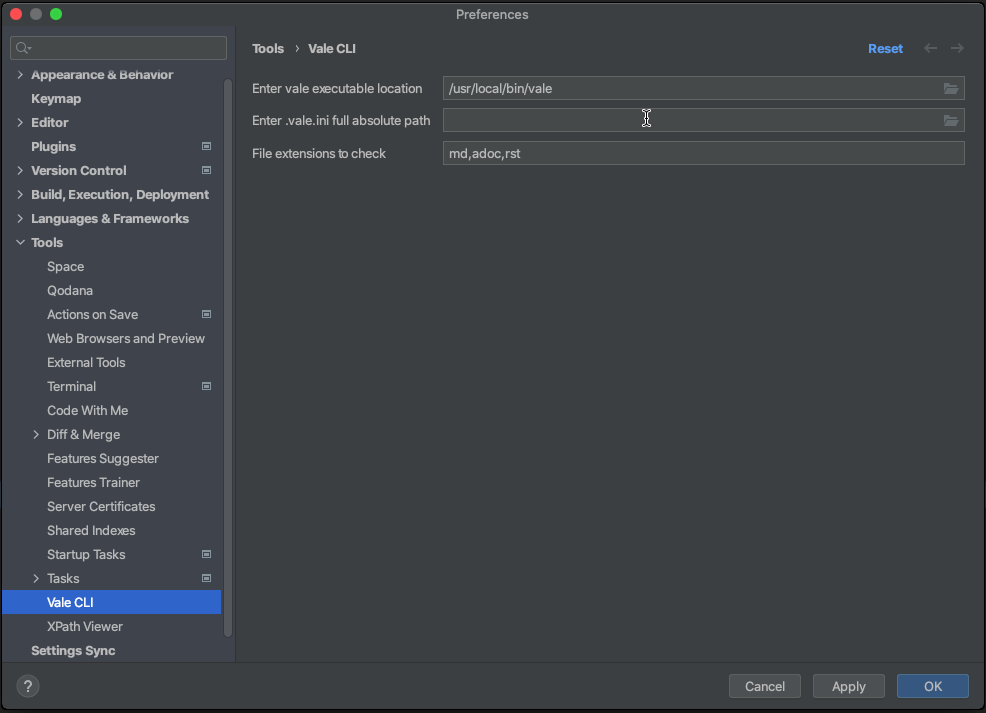 Preferences
Appearance & Behavior
Keymap
Editor
Plugins
Version Control
Build, Execution, Deployment
Languages & Frameworks
Tools
Space
Qodana
Actions on Save
Web Browsers and Preview
External Tools
Terminal
Code With Me
Diff & Merge
Features Suggester
Features Trainer
Server Certificates
Shared Indexes
Startup Tasks
Tasks
Vale CLI
XPath Viewer
Settings Sync
Tools › Vale CLI
Reset
Enter vale executable location /usr/local/bin/vale
Enter .vale.ini full absolute path
File extensions to check md,adoc,rst
?
Cancel Apply OK